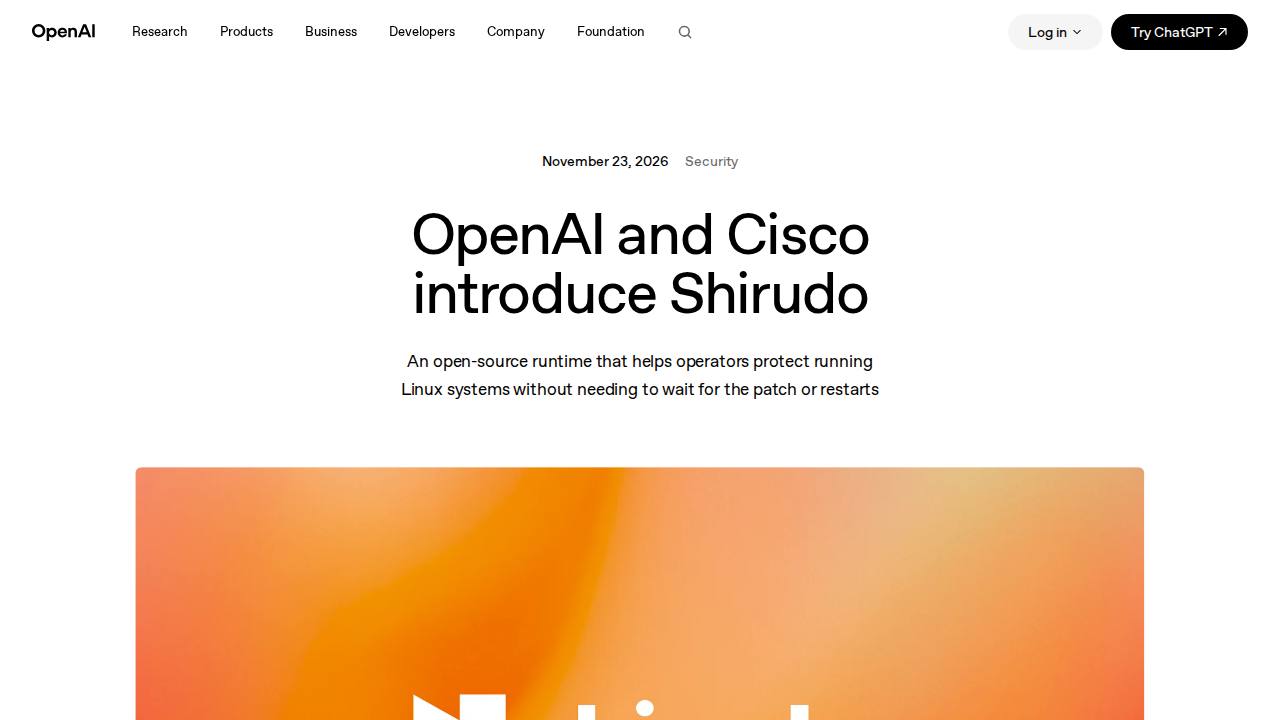 OpenAI
Research
Products
Business
Developers
Company
Foundation
Log in
Try ChatGPT
November 23, 2026
Security
OpenAI and Cisco
introduce Shirudo
An open-source runtime that helps operators protect running
Linux systems without needing to wait for the patch or restarts